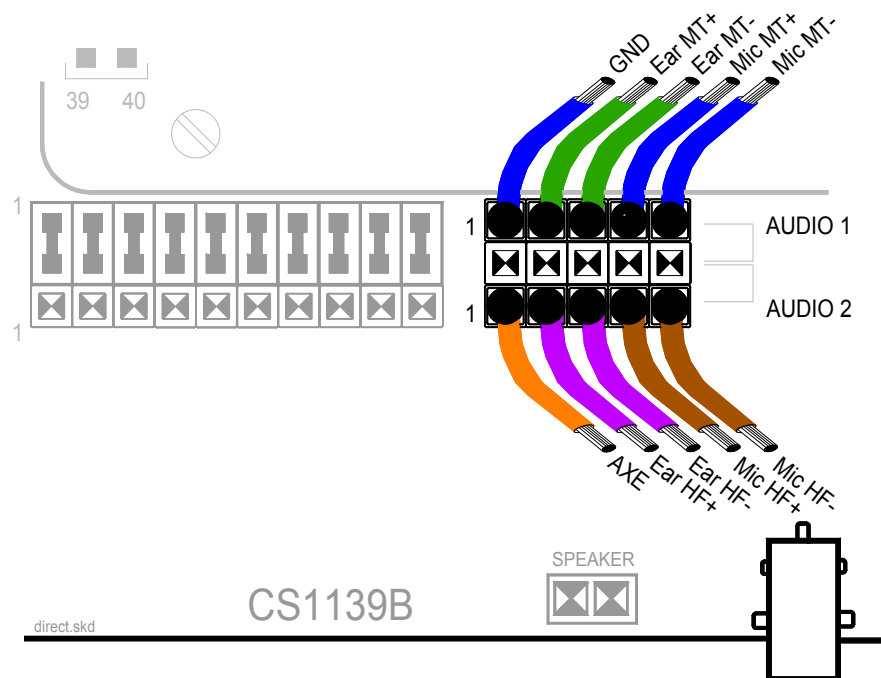 GND
Ear MT+
Ear MT-
Mic MT+
Mic MT-
39 40
1
1
AUDIO 1
1
AUDIO 2
1
AXE
Ear HF+
Ear HF-
Mic HF+
Mic HF-
SPEAKER
CS1139B
direct.skd